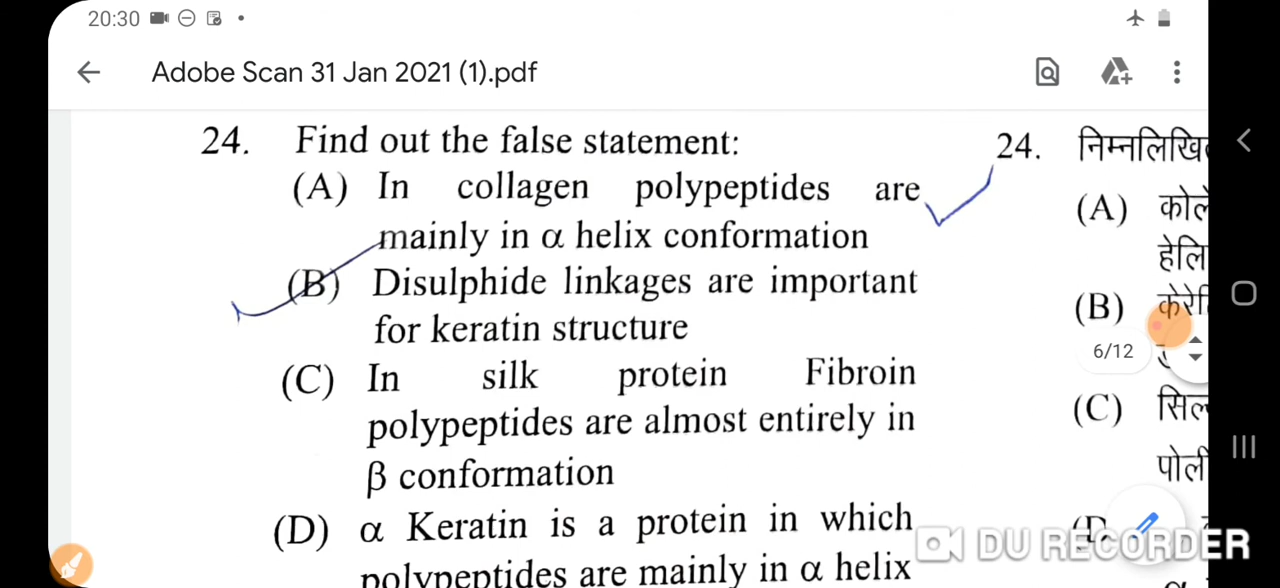 20:30
Adobe Scan 31 Jan 2021 (1).pdf
24. Find out the false statement:
(A) In collagen polypeptides are
mainly in α helix conformation
(B) Disulphide linkages are important
for keratin structure
(C) In silk protein Fibroin
polypeptides are almost entirely in
β conformation
(D) α Keratin is a protein in which
polypeptides are mainly in α helix
24.
(A)
(B)
6/12
(C)
(D
DU RECORDER